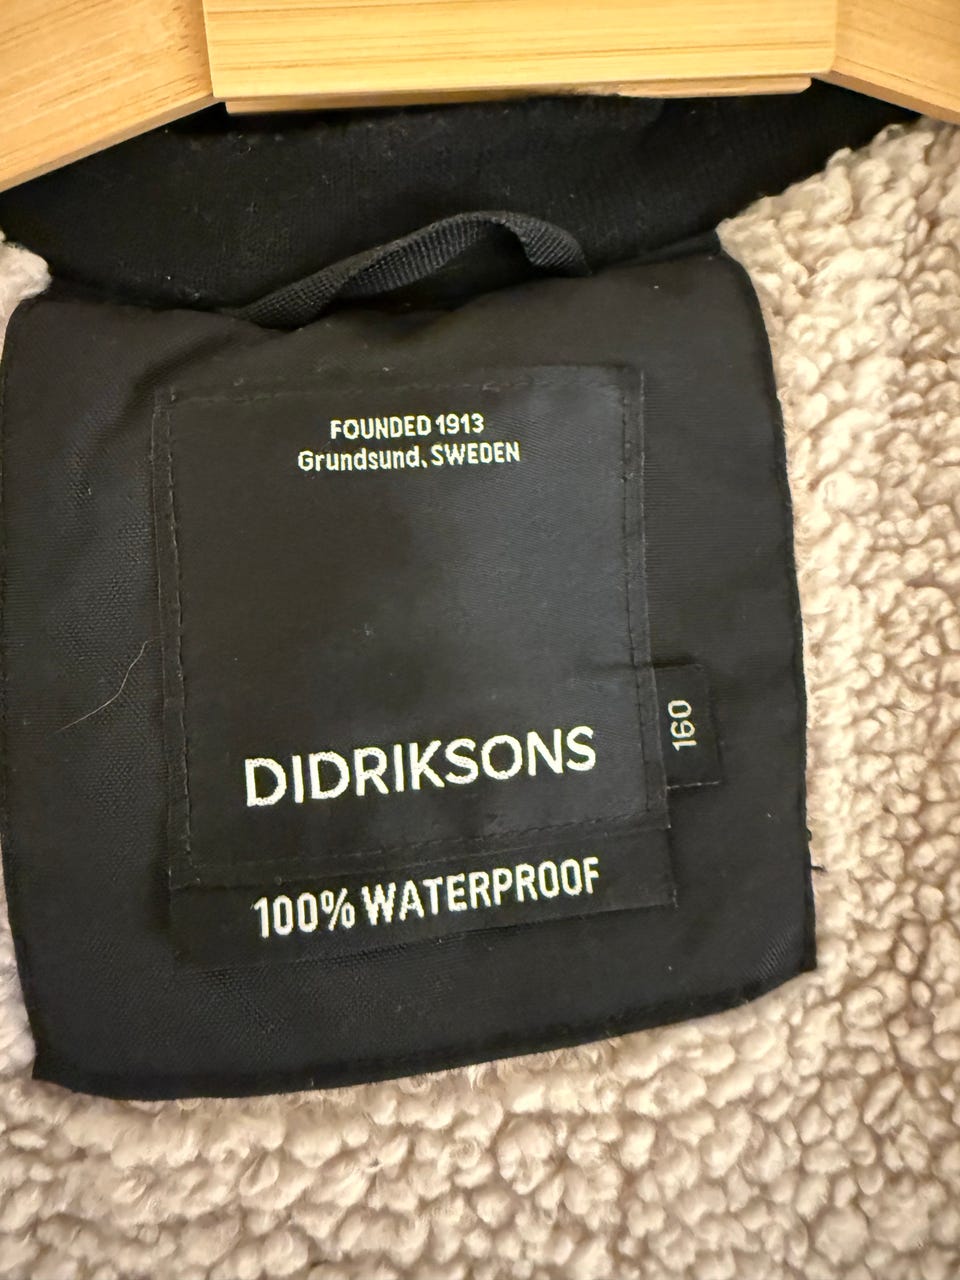 FOUNDED 1913
Grundsund, SWEDEN
DIDRIKSONS
160
100% WATERPROOF